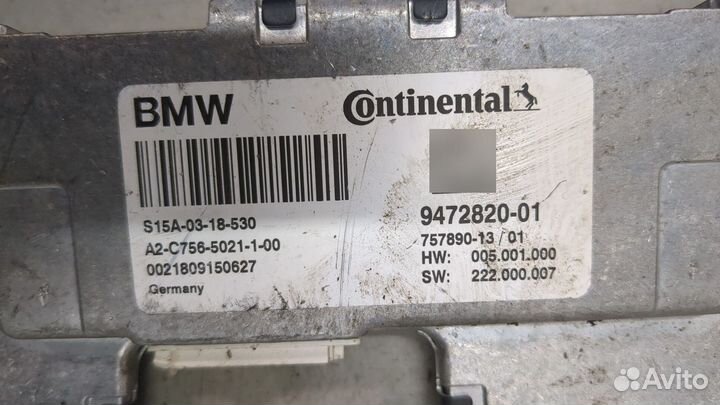 BMW
Continental
S15A-03-18-530
A2-C756-5021-1-00
0021809150627
Germany
9472820-01
757890-13 / 01
HW: 005.001.000
SW: 222.000.007
Avito